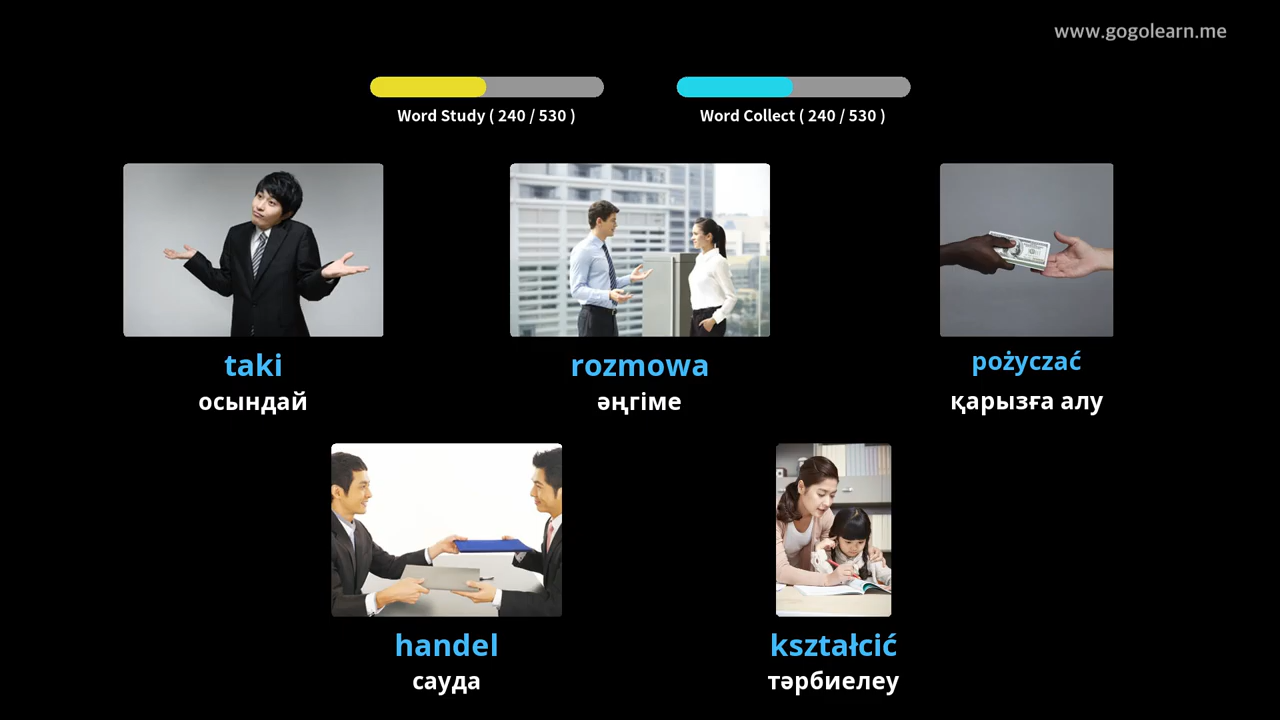 www.gogolearn.me
Word Study ( 240 / 530 )
Word Collect ( 240 / 530 )
taki
осындай
rozmowa
әңгіме
pożyczać
қарызға алу
handel
сауда
kształcić
тәрбиелеу